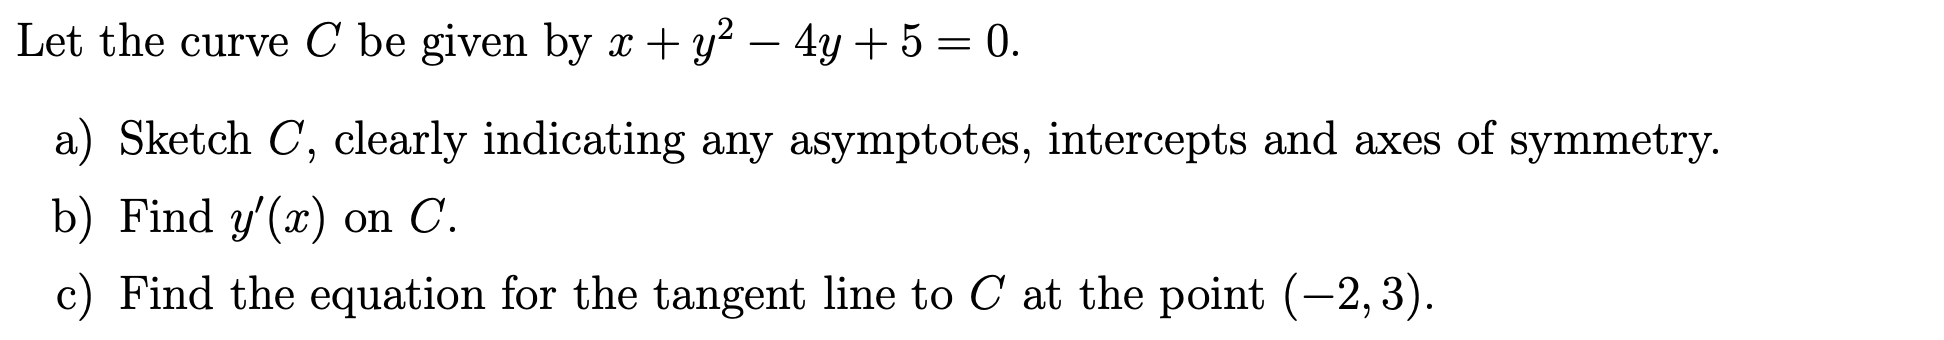 Let the curve C be given by x + y² − 4y + 5 = 0.
a) Sketch C, clearly indicating any asymptotes, intercepts and axes of symmetry.
b) Find y′(x) on C.
c) Find the equation for the tangent line to C at the point (−2, 3).